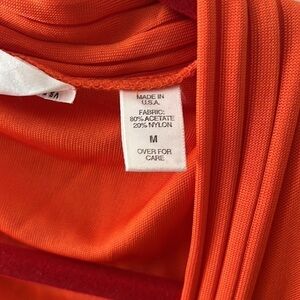 MADE IN
U.S.A.
FABRIC:
80% ACETATE
20% NYLON
M
OVER FOR
CARE